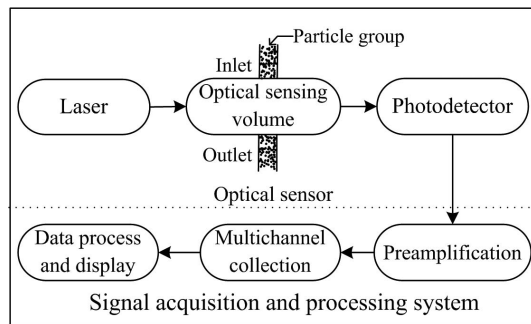 Particle group
Inlet
Laser
Optical sensing
volume
Photodetector
Outlet
Optical sensor
Data process
and display
Multichannel
collection
Preamplification
Signal acquisition and processing system